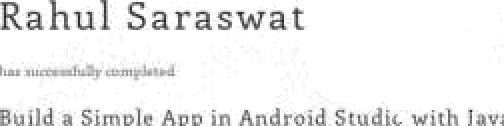 Rahul Saraswat
has successfully completed
Build a Simple App in Android Studio with Java